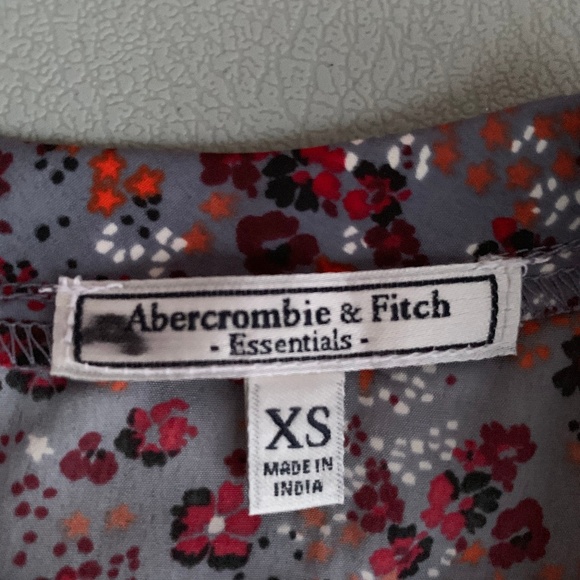 Abercrombie & Fitch
- Essentials -
XS
MADE IN
INDIA